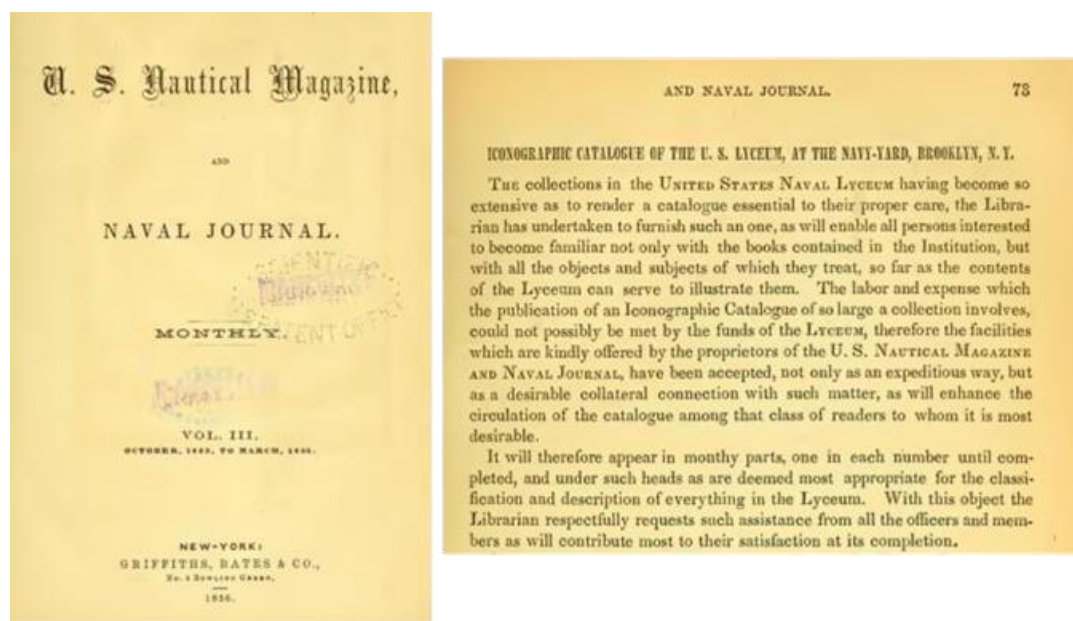 U. S. Nautical Magazine,
AND
NAVAL JOURNAL.
MONTHLY.
VOL. III.
OCTOBER, 1855, TO MARCH, 1856.
NEW-YORK:
GRIFFITHS, BATES & CO.,
No. 2 Bowling Green.
1856.
AND NAVAL JOURNAL. 73
ICONOGRAPHIC CATALOGUE OF THE U. S. LYCEUM, AT THE NAVY-YARD, BROOKLYN, N. Y.
THE collections in the UNITED STATES NAVAL LYCEUM having become so
extensive as to render a catalogue essential to their proper care, the Libra-
rian has undertaken to furnish such an one, as will enable all persons interested
to become familiar not only with the books contained in the Institution, but
with all the objects and subjects of which they treat, so far as the contents
of the Lyceum can serve to illustrate them. The labor and expense which
the publication of an Iconographic Catalogue of so large a collection involves,
could not possibly be met by the funds of the LYCEUM, therefore the facilities
which are kindly offered by the proprietors of the U. S. NAUTICAL MAGAZINE
AND NAVAL JOURNAL, have been accepted, not only as an expeditious way, but
as a desirable collateral connection with such matter, as will enhance the
circulation of the catalogue among that class of readers to whom it is most
desirable.
It will therefore appear in monthy parts, one in each number until com-
pleted, and under such heads as are deemed most appropriate for the classi-
fication and description of everything in the Lyceum. With this object the
Librarian respectfully requests such assistance from all the officers and mem-
bers as will contribute most to their satisfaction at its completion.